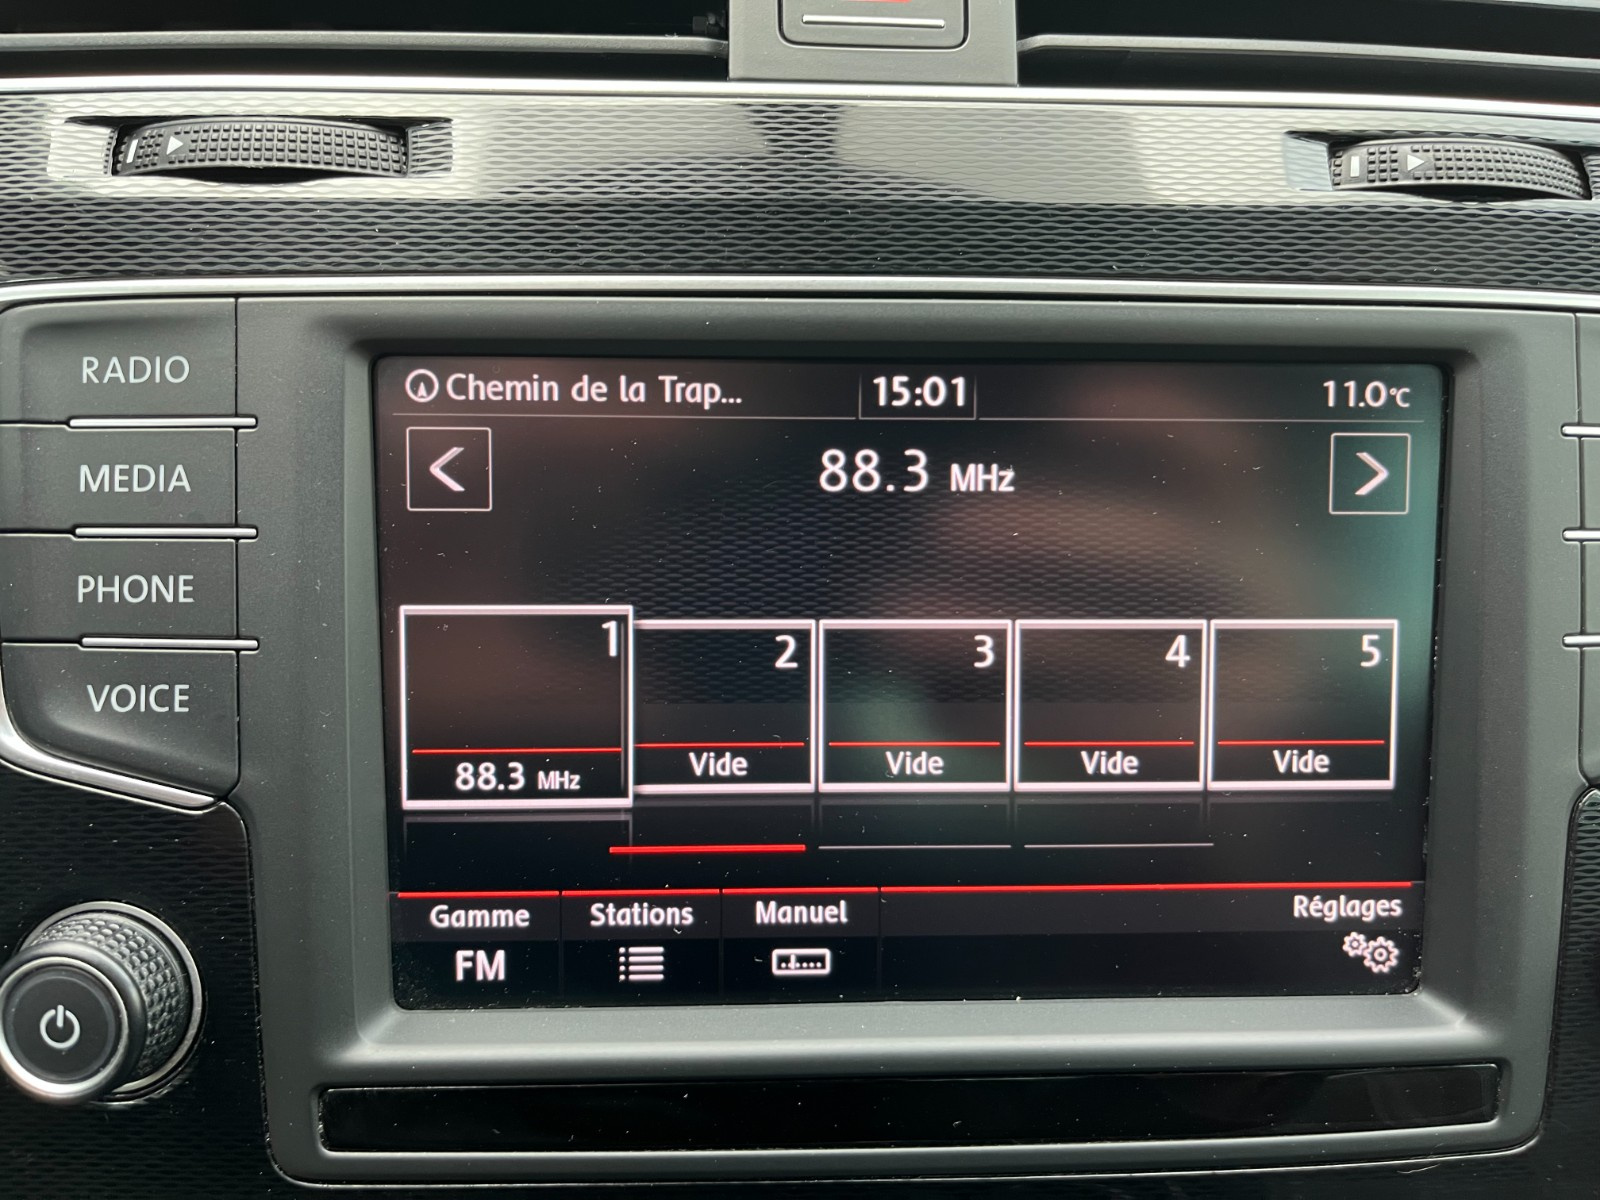 RADIO
MEDIA
PHONE
VOICE
Chemin de la Trap...
15:01
11.0°C
88.3 MHz
1
2
3
4
5
88.3 MHz
Vide
Vide
Vide
Vide
Gamme
Stations
Manuel
Réglages
FM